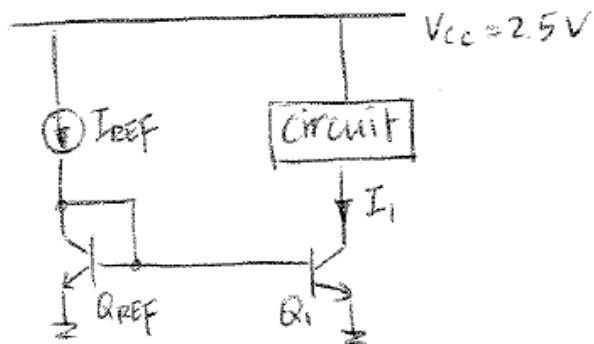 Vcc = 2.5V
IREF
circuit
I1
QREF
Q1